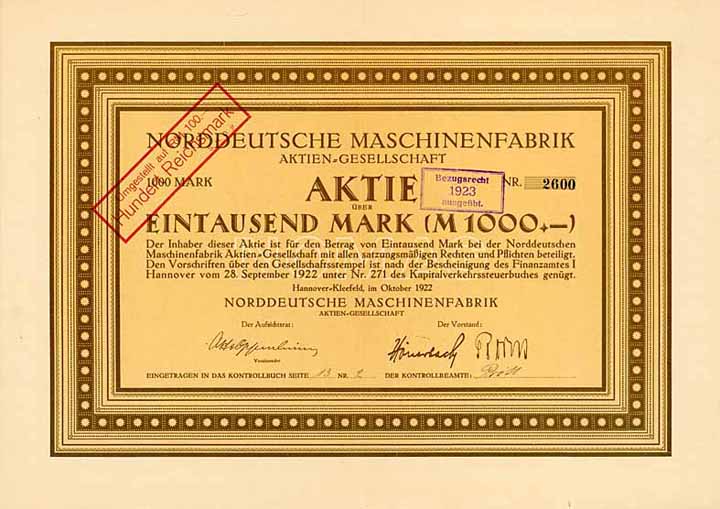 NORDDEUTSCHE MASCHINENFABRIK
AKTIEN-GESELLSCHAFT
Umgestellt auf GM 100.—
Hundert Reichsmark
1000 MARK
AKTIE
Bezugsrecht
1923
ausgeübt.
NR. 2600
ÜBER
EINTAUSEND MARK (M 1000.—)
Der Inhaber dieser Aktie ist für den Betrag von Eintausend Mark bei der Norddeutschen
Maschinenfabrik Aktien-Gesellschaft mit allen satzungsmäßigen Rechten und Pflichten beteiligt.
Den Vorschriften über den Gesellschaftsstempel ist nach der Bescheinigung des Finanzamtes I
Hannover vom 28. September 1922 unter Nr. 271 des Kapitalverkehrssteuerbuches genügt.
Hannover-Kleefeld, im Oktober 1922
NORDDEUTSCHE MASCHINENFABRIK
AKTIEN-GESELLSCHAFT
Der Aufsichtsrat: Der Vorstand:
Vorsitzender
EINGETRAGEN IN DAS KONTROLLBUCH SEITE 13 NR. 2 DER KONTROLLBEAMTE: